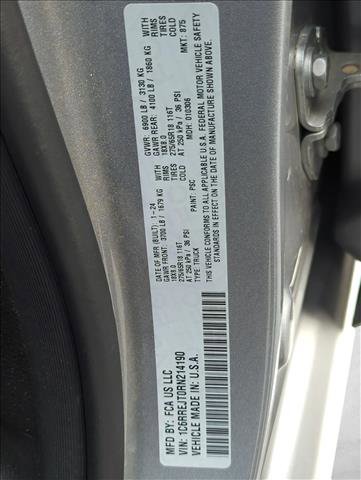 MFD BY: FCA US LLC
VIN: 1C6RREJT0RN214190
VEHICLE MADE IN: U.S.A.
DATE OF MFR (BUILT): 1-24
GVWR: 6900 LB / 3130 KG
GAWR FRONT: 3700 LB / 1679 KG
WITH
GAWR REAR: 4100 LB / 1860 KG
WITH
18X8.0
RIMS
18X8.0
RIMS
275/65R18 116T
TIRES
275/65R18 116T
TIRES
AT 250 kPa / 36 PSI
COLD
AT 250 kPa / 36 PSI
COLD
PAINT: PSC
MDH: 010306
MKT: 875
TYPE: TRUCK
THIS VEHICLE CONFORMS TO ALL APPLICABLE U.S.A. FEDERAL MOTOR VEHICLE SAFETY
STANDARDS IN EFFECT ON THE DATE OF MANUFACTURE SHOWN ABOVE.